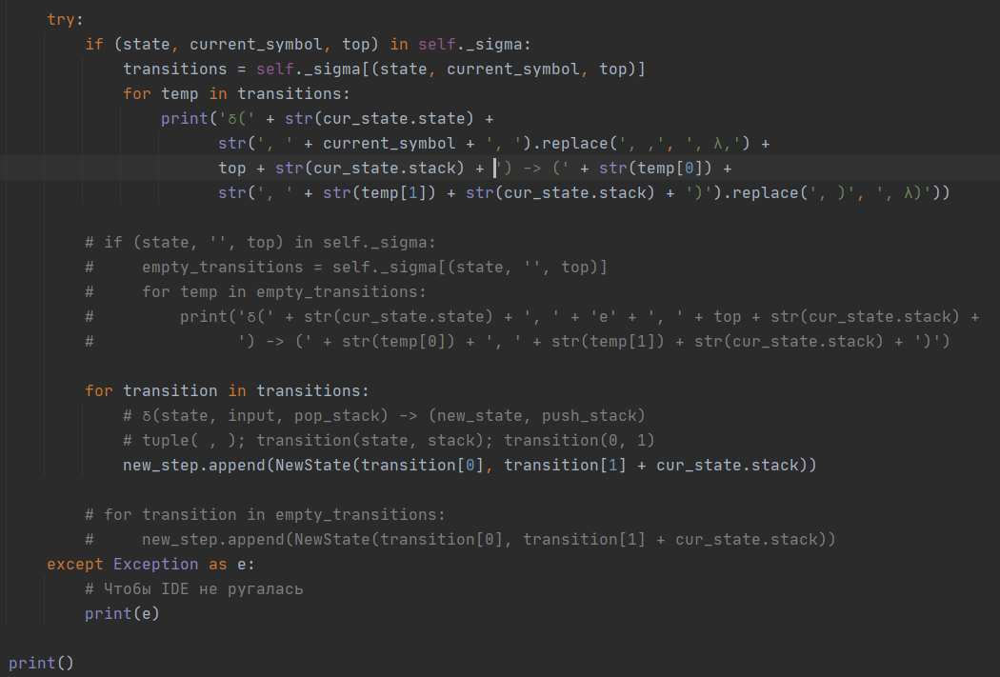 try:
    if (state, current_symbol, top) in self._sigma:
        transitions = self._sigma[(state, current_symbol, top)]
        for temp in transitions:
            print('δ(' + str(cur_state.state) +
                  str(', ' + current_symbol + ', ').replace(', ,', ', λ,') +
                  top + str(cur_state.stack) + ') -> (' + str(temp[0]) +
                  str(', ' + str(temp[1]) + str(cur_state.stack) + ')').replace(', )', ', λ)'))
    # if (state, '', top) in self._sigma:
    #     empty_transitions = self._sigma[(state, '', top)]
    #     for temp in empty_transitions:
    #         print('δ(' + str(cur_state.state) + ', ' + 'e' + ', ' + top + str(cur_state.stack) +
    #               ') -> (' + str(temp[0]) + ', ' + str(temp[1]) + str(cur_state.stack) + ')')
    for transition in transitions:
        # δ(state, input, pop_stack) -> (new_state, push_stack)
        # tuple( , ); transition(state, stack); transition(0, 1)
        new_step.append(NewState(transition[0], transition[1] + cur_state.stack))
    # for transition in empty_transitions:
    #     new_step.append(NewState(transition[0], transition[1] + cur_state.stack))
except Exception as e:
    # Чтобы IDE не ругалась
    print(e)
print()